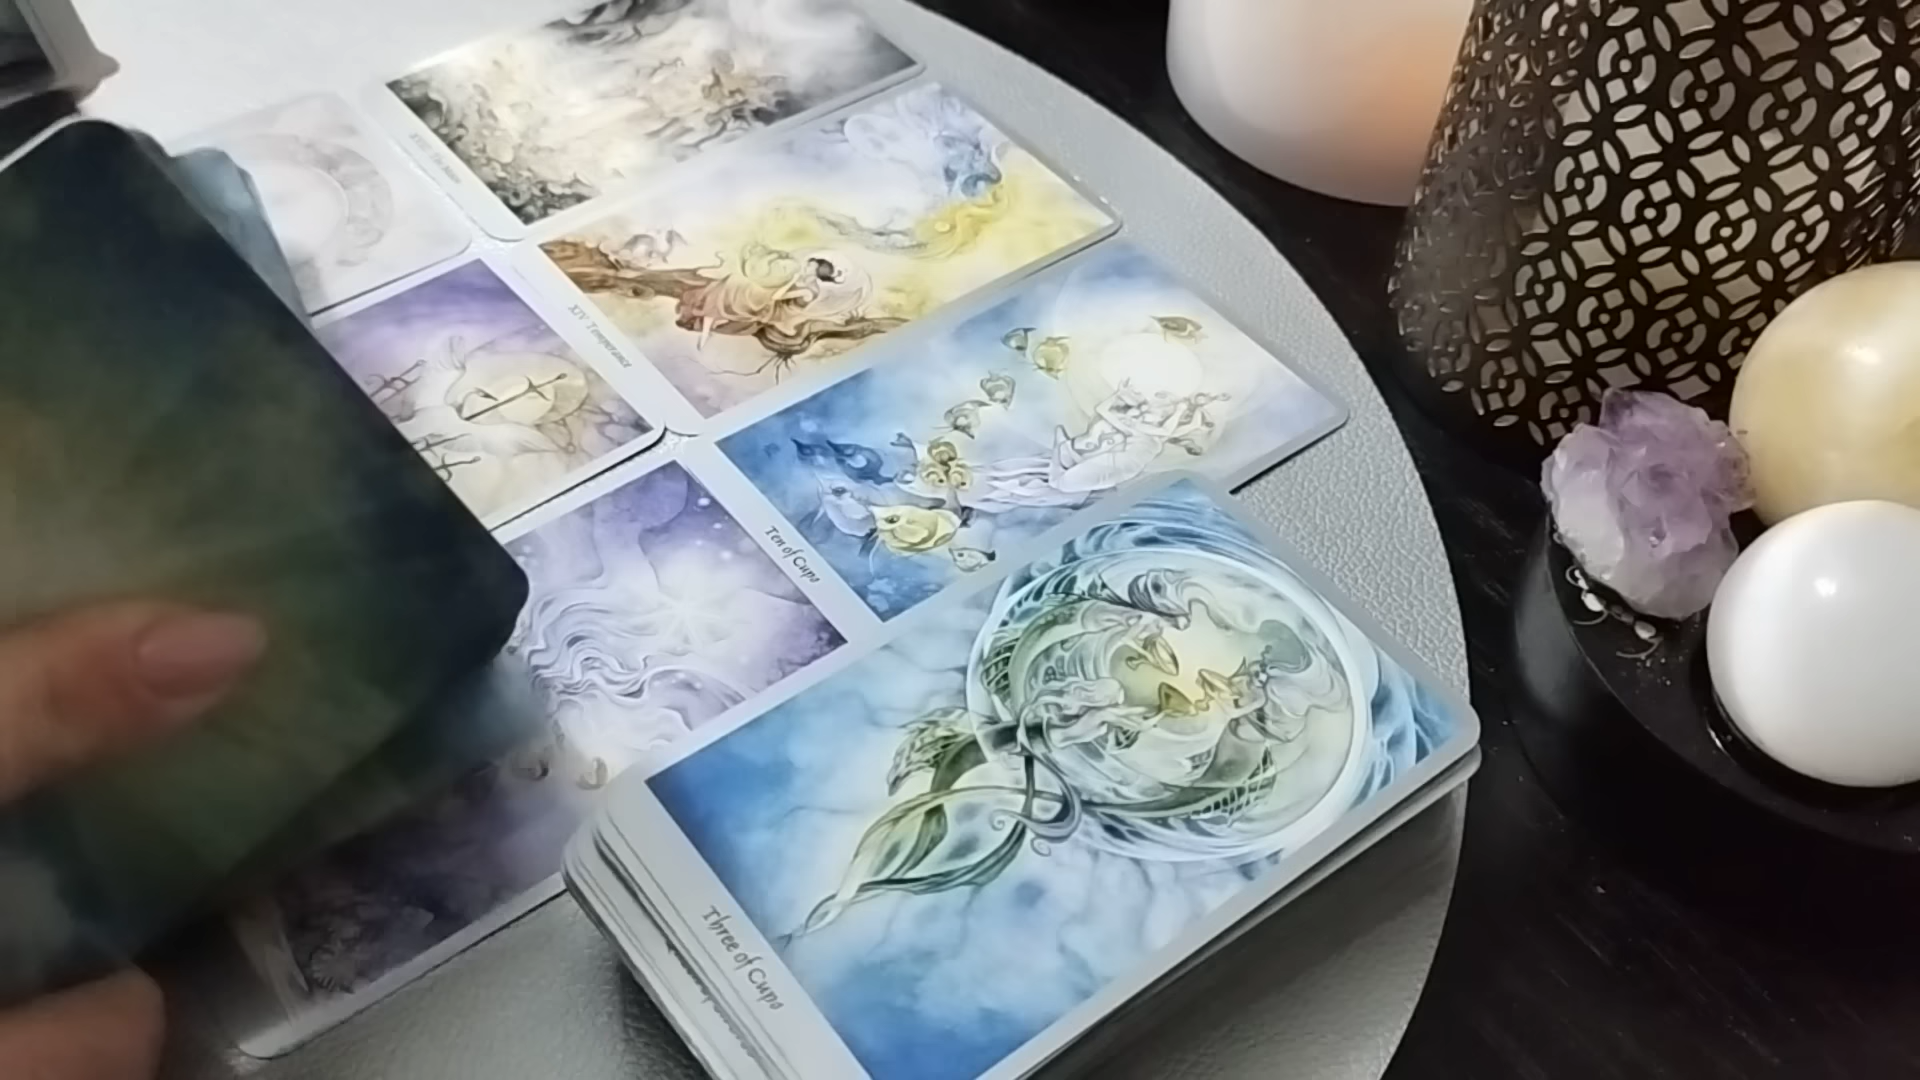 XIV Temperance
Ten of Cups
Three of Cups